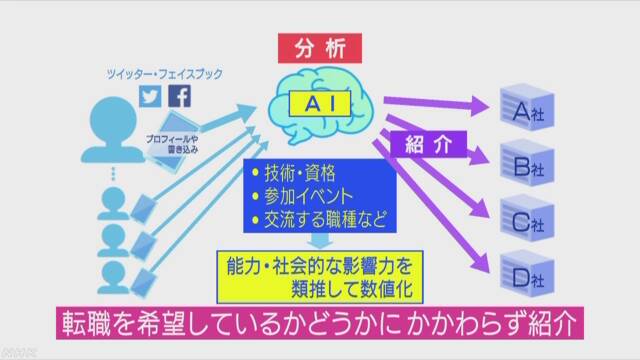 分析
ツイッター・フェイスブック
AI
プロフィールや
書き込み
紹介
A社
B社
C社
D社
・技術・資格
・参加イベント
・交流する職種など
能力・社会的な影響力を
類推して数値化
転職を希望しているかどうかに かかわらず紹介
NHK